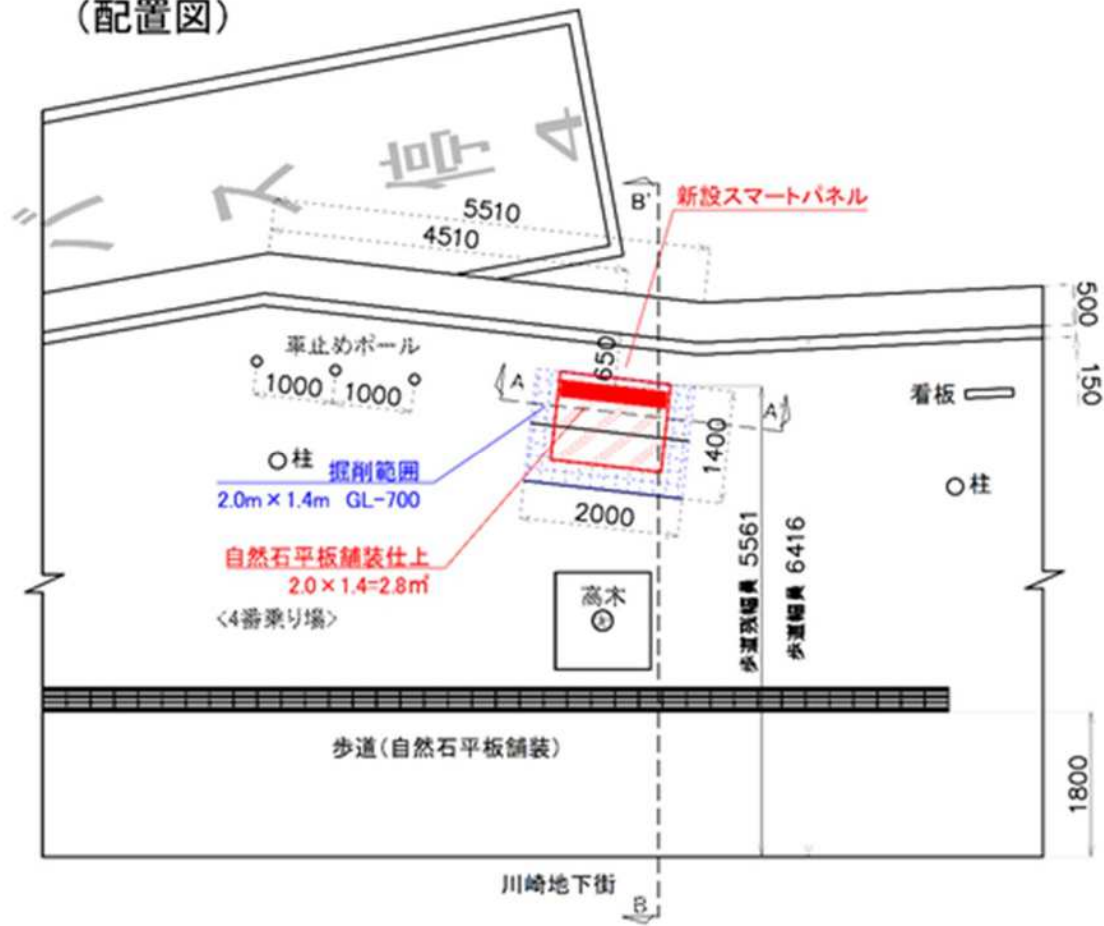 (配置図)
バス停 4
5510
4510
B'
新設スマートパネル
500
150
車止めポール
1000
1000
650
A
A'
看板
1400
柱
掘削範囲
2.0m×1.4m GL-700
柱
2000
自然石平板舗装仕上
2.0×1.4=2.8㎡
高木
<4番乗り場>
歩道残幅員 5561
歩道幅員 6416
歩道(自然石平板舗装)
1800
川崎地下街
B